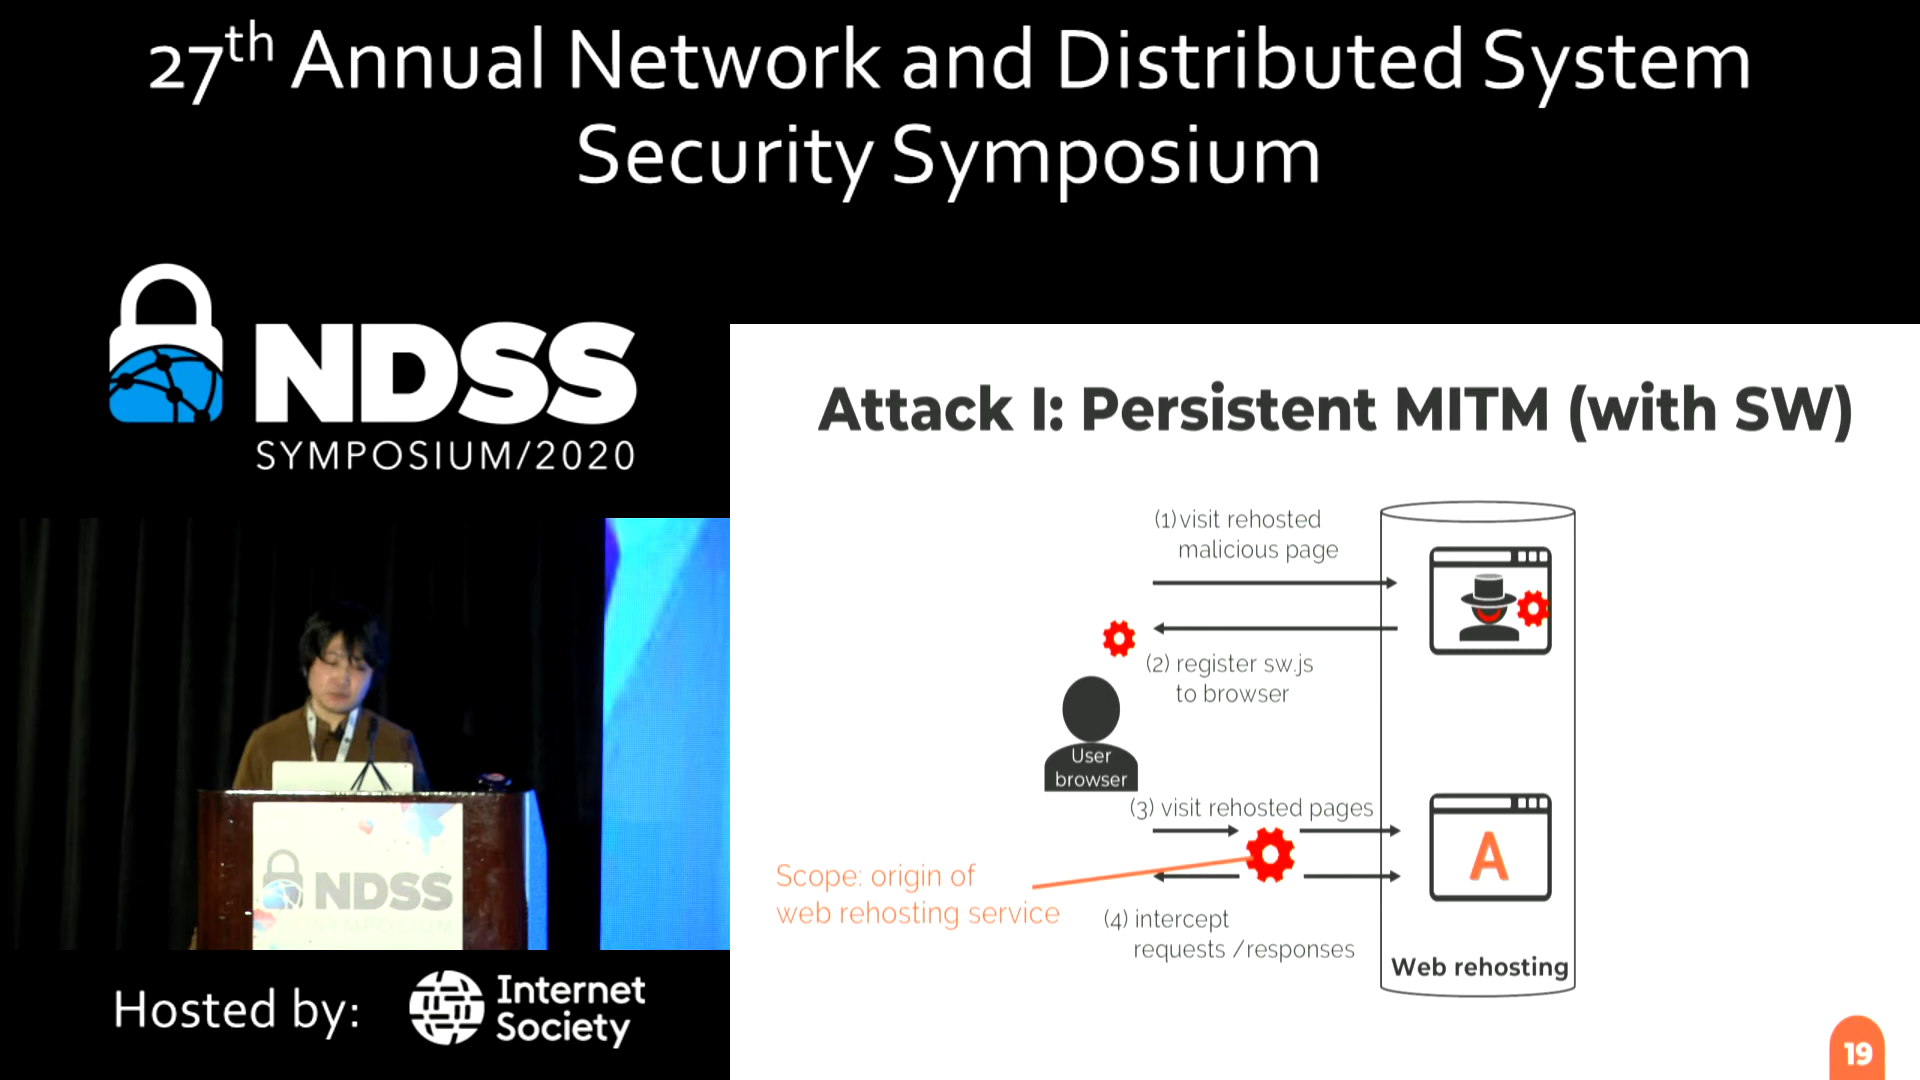 27th Annual Network and Distributed System
Security Symposium
NDSS
SYMPOSIUM/2020
Attack I: Persistent MITM (with SW)
(1) visit rehosted
malicious page
(2) register sw.js
to browser
User
browser
(3) visit rehosted pages
A
Scope: origin of
web rehosting service
(4) intercept
requests /responses
Web rehosting
19
NDSS
SYMPOSIUM
Hosted by:
Internet
Society